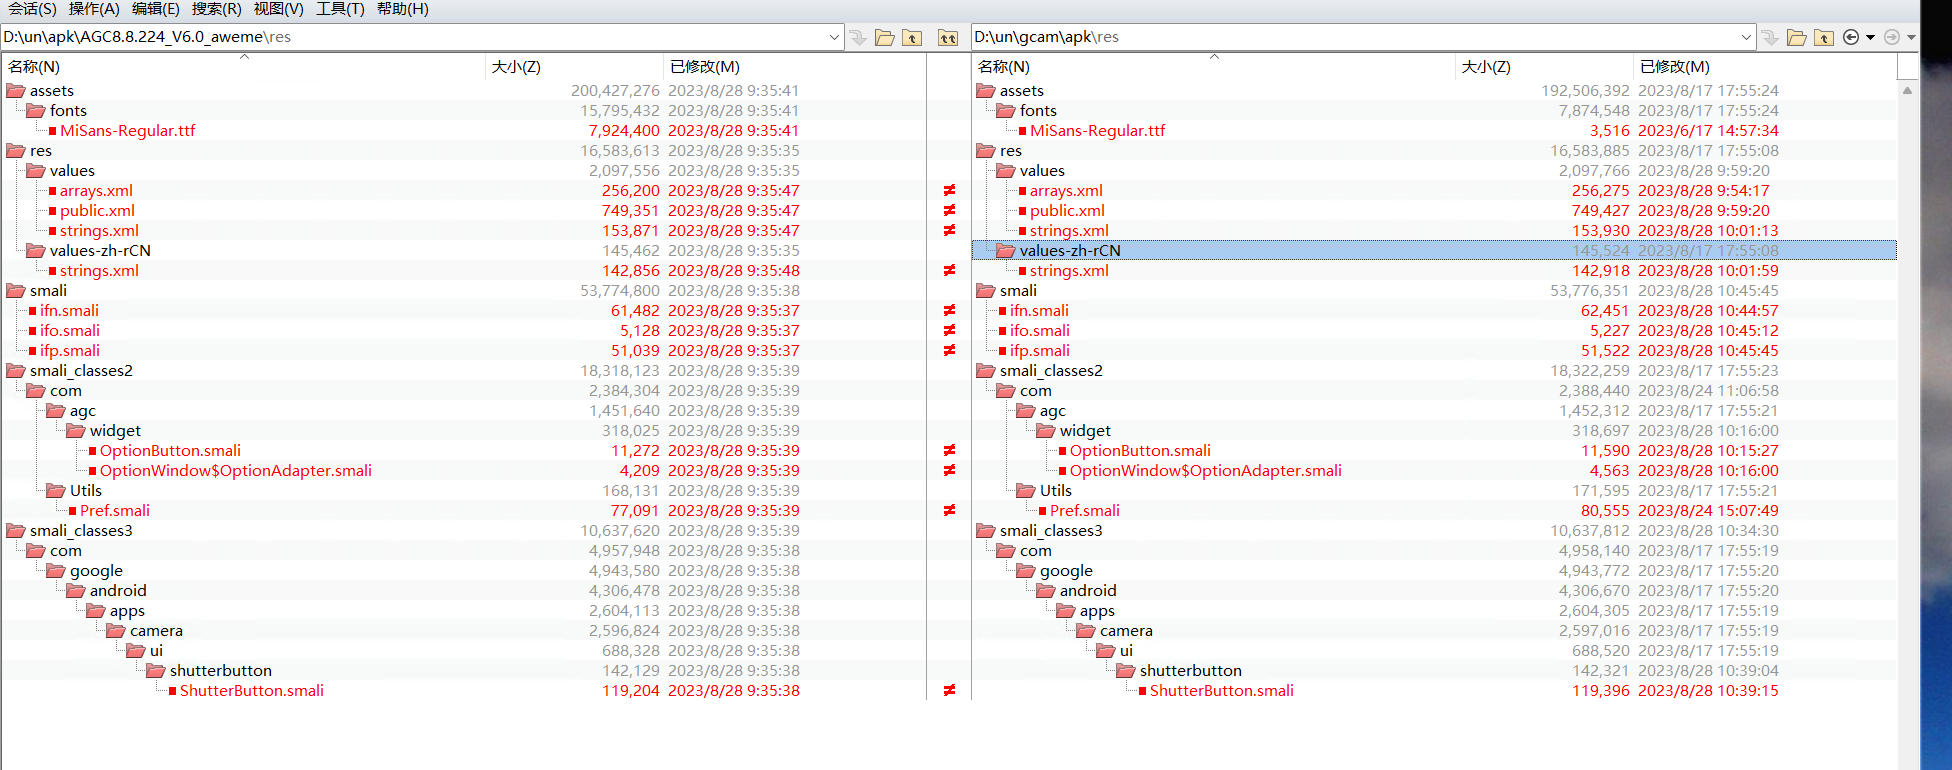 会话(S) 操作(A) 编辑(E) 搜索(R) 视图(V) 工具(T) 帮助(H)
D:\un\apk\AGC8.8.224_V6.0_aweme\res D:\un\gcam\apk\res
名称(N) 大小(Z) 已修改(M) 名称(N) 大小(Z) 已修改(M)
assets 200,427,276 2023/8/28 9:35:41 assets 192,506,392 2023/8/17 17:55:24
fonts 15,795,432 2023/8/28 9:35:41 fonts 7,874,548 2023/8/17 17:55:24
MiSans-Regular.ttf 7,924,400 2023/8/28 9:35:41 MiSans-Regular.ttf 3,516 2023/6/17 14:57:34
res 16,583,613 2023/8/28 9:35:35 res 16,583,885 2023/8/17 17:55:08
values 2,097,556 2023/8/28 9:35:35 values 2,097,766 2023/8/28 9:59:20
arrays.xml 256,200 2023/8/28 9:35:47 ≠ arrays.xml 256,275 2023/8/28 9:54:17
public.xml 749,351 2023/8/28 9:35:47 ≠ public.xml 749,427 2023/8/28 9:59:20
strings.xml 153,871 2023/8/28 9:35:47 ≠ strings.xml 153,930 2023/8/28 10:01:13
values-zh-rCN 145,462 2023/8/28 9:35:35 values-zh-rCN 145,524 2023/8/17 17:55:08
strings.xml 142,856 2023/8/28 9:35:48 ≠ strings.xml 142,918 2023/8/28 10:01:59
smali 53,774,800 2023/8/28 9:35:38 smali 53,776,351 2023/8/28 10:45:45
ifn.smali 61,482 2023/8/28 9:35:37 ≠ ifn.smali 62,451 2023/8/28 10:44:57
ifo.smali 5,128 2023/8/28 9:35:37 ≠ ifo.smali 5,227 2023/8/28 10:45:12
ifp.smali 51,039 2023/8/28 9:35:37 ≠ ifp.smali 51,522 2023/8/28 10:45:45
smali_classes2 18,318,123 2023/8/28 9:35:39 smali_classes2 18,322,259 2023/8/17 17:55:23
com 2,384,304 2023/8/28 9:35:39 com 2,388,440 2023/8/24 11:06:58
agc 1,451,640 2023/8/28 9:35:39 agc 1,452,312 2023/8/17 17:55:21
widget 318,025 2023/8/28 9:35:39 widget 318,697 2023/8/28 10:16:00
OptionButton.smali 11,272 2023/8/28 9:35:39 ≠ OptionButton.smali 11,590 2023/8/28 10:15:27
OptionWindow$OptionAdapter.smali 4,209 2023/8/28 9:35:39 ≠ OptionWindow$OptionAdapter.smali 4,563 2023/8/28 10:16:00
Utils 168,131 2023/8/28 9:35:39 Utils 171,595 2023/8/17 17:55:21
Pref.smali 77,091 2023/8/28 9:35:39 ≠ Pref.smali 80,555 2023/8/24 15:07:49
smali_classes3 10,637,620 2023/8/28 9:35:39 smali_classes3 10,637,812 2023/8/28 10:34:30
com 4,957,948 2023/8/28 9:35:38 com 4,958,140 2023/8/17 17:55:19
google 4,943,580 2023/8/28 9:35:38 google 4,943,772 2023/8/17 17:55:20
android 4,306,478 2023/8/28 9:35:38 android 4,306,670 2023/8/17 17:55:20
apps 2,604,113 2023/8/28 9:35:38 apps 2,604,305 2023/8/17 17:55:19
camera 2,596,824 2023/8/28 9:35:38 camera 2,597,016 2023/8/17 17:55:19
ui 688,328 2023/8/28 9:35:38 ui 688,520 2023/8/17 17:55:19
shutterbutton 142,129 2023/8/28 9:35:38 shutterbutton 142,321 2023/8/28 10:39:04
ShutterButton.smali 119,204 2023/8/28 9:35:38 ≠ ShutterButton.smali 119,396 2023/8/28 10:39:15